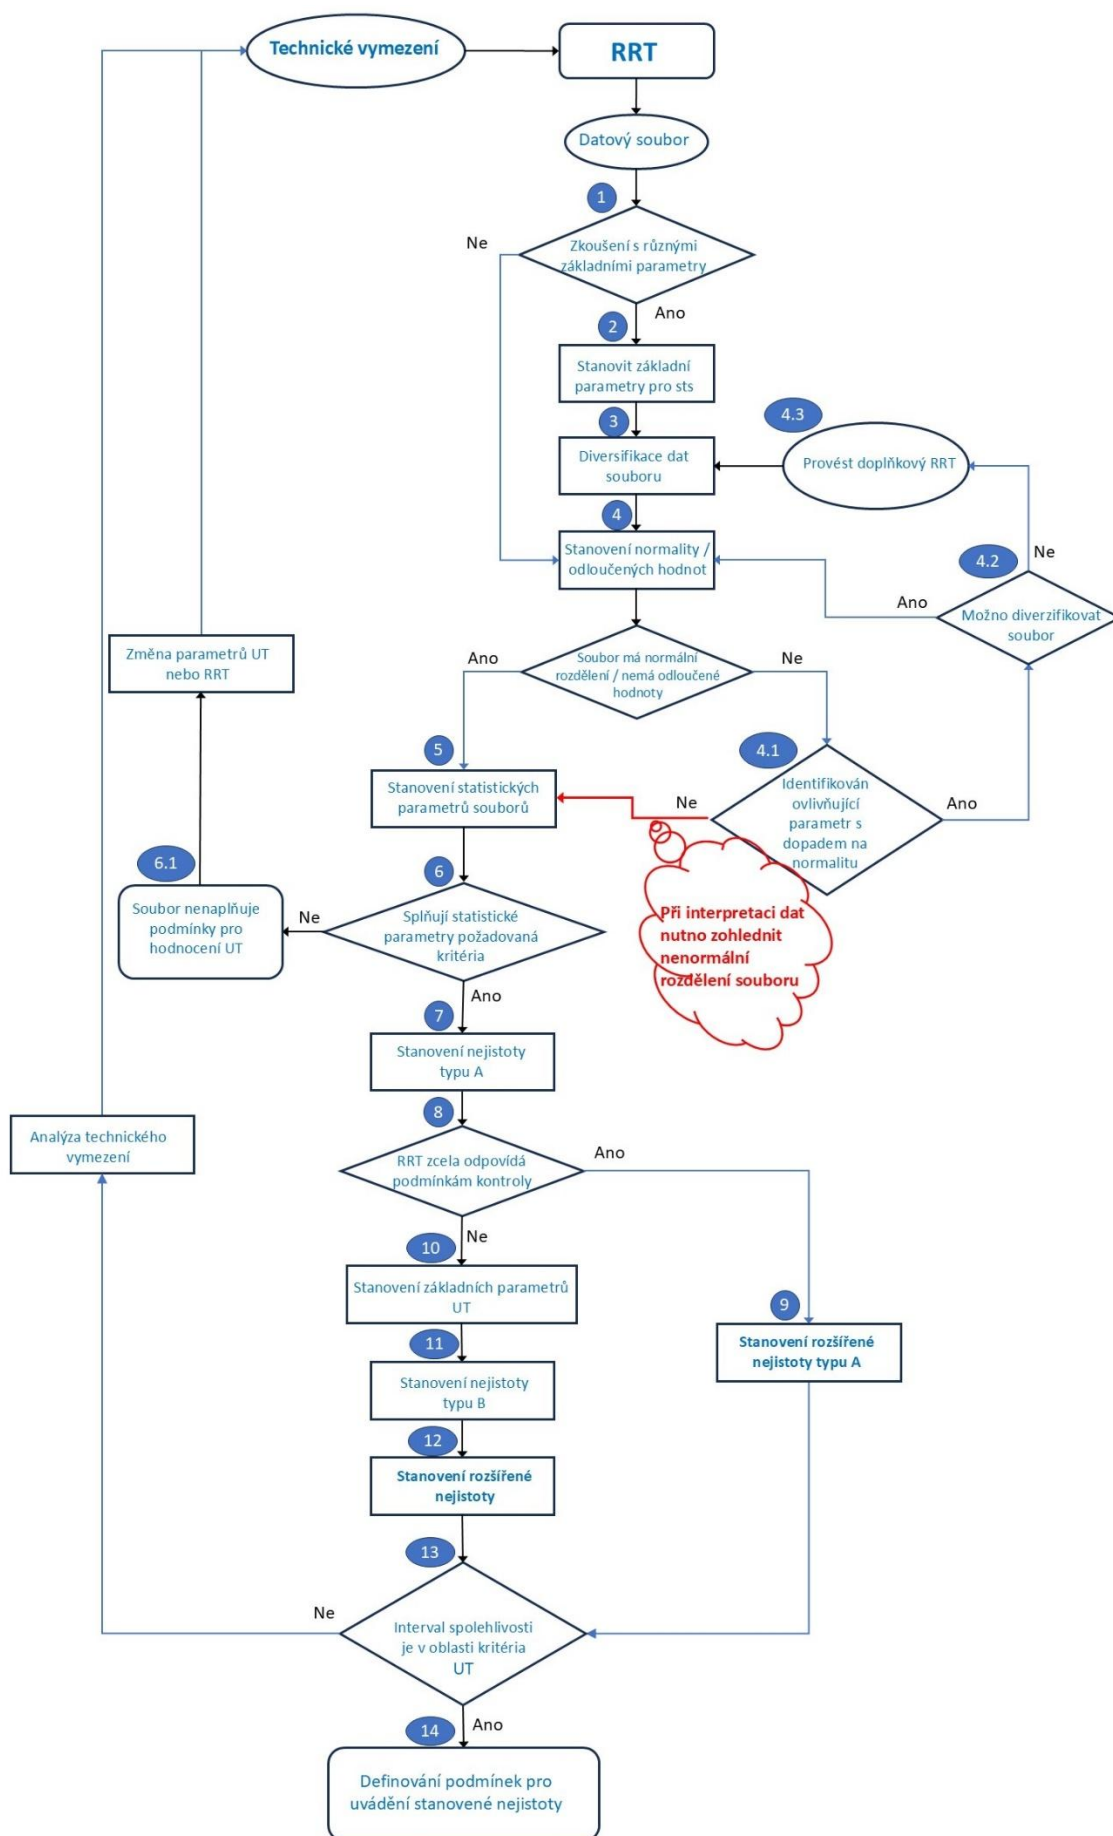 Technické vymezení
RRT
Datový soubor
1
Ne
Zkoušení s různými
základními parametry
Ano
2
Stanovit základní
parametry pro sts
3
4.3
Diversifikace dat
souboru
Provést doplňkový RRT
4
Stanovení normality /
odloučených hodnot
4.2
Ne
Ano
Možno diverzifikovat
soubor
Změna parametrů UT
nebo RRT
Ano
Soubor má normální
rozdělení / nemá odloučené
hodnoty
Ne
5
4.1
Stanovení statistických
parametrů souborů
Ne
Identifikován
ovlivňující
parametr s
dopadem na
normalitu
Ano
6.1
6
Soubor nenaplňuje
podmínky pro
hodnocení UT
Ne
Splňují statistické
parametry požadovaná
kritéria
Při interpretaci dat
nutno zohlednit
nenormální
rozdělení souboru
Ano
7
Stanovení nejistoty
typu A
8
Analýza technického
vymezení
RRT zcela odpovídá
podmínkám kontroly
Ano
Ne
10
Stanovení základních parametrů
UT
9
11
Stanovení rozšířené
nejistoty typu A
Stanovení nejistoty
typu B
12
Stanovení rozšířené
nejistoty
13
Ne
Interval spolehlivosti
je v oblasti kritéria
UT
14
Ano
Definování podmínek pro
uvádění stanovené nejistoty